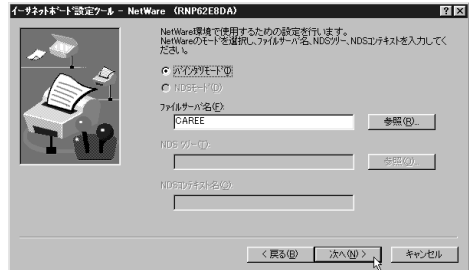 イーサネットボード設定ツール － NetWare 〈RNP62E8DA〉
NetWare環境で使用するための設定を行います。
NetWareのモードを選択し、ファイルサーバ名、NDSツリー、NDSコンテキストを入力してください。
バインダリモード(I)
NDSモード(D)
ファイルサーバ名(F):
CAREE
参照(R)...
NDS ツリー(T):
参照(O)...
NDSコンテキスト名(C):
< 戻る(B)
次へ(N) >
キャンセル